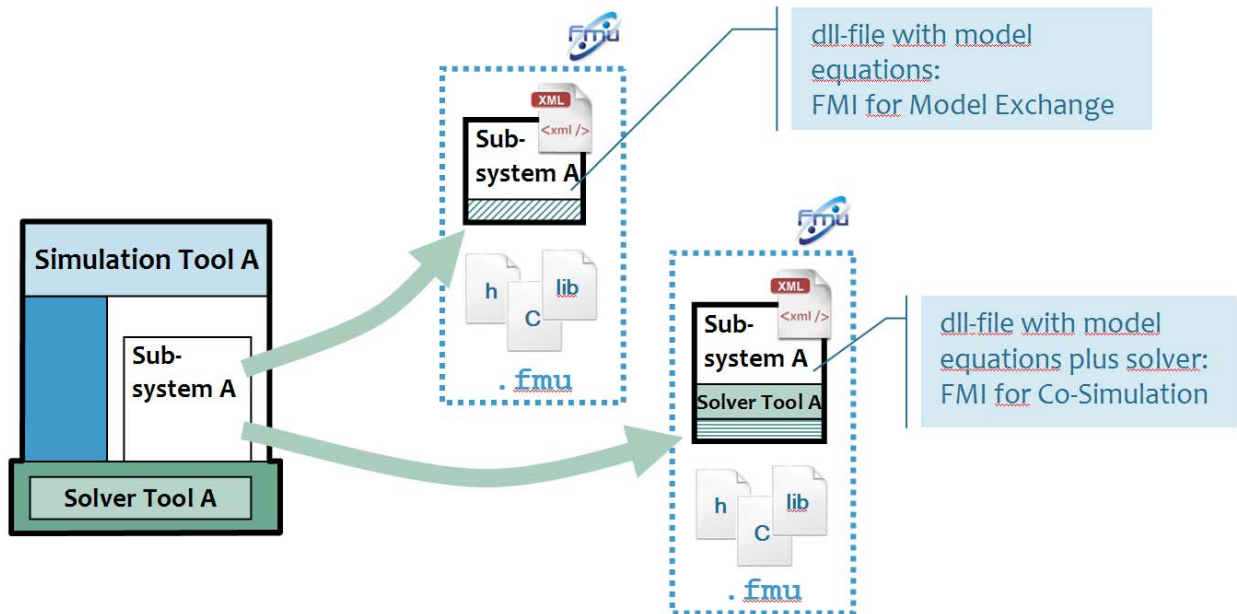 fmu
dll-file with model
equations:
FMI for Model Exchange
XML
<xml />
Sub-
system A
h
C
lib
.fmu
Simulation Tool A
Sub-
system A
Solver Tool A
fmu
XML
<xml />
Sub-
system A
Solver Tool A
h
C
lib
.fmu
dll-file with model
equations plus solver:
FMI for Co-Simulation